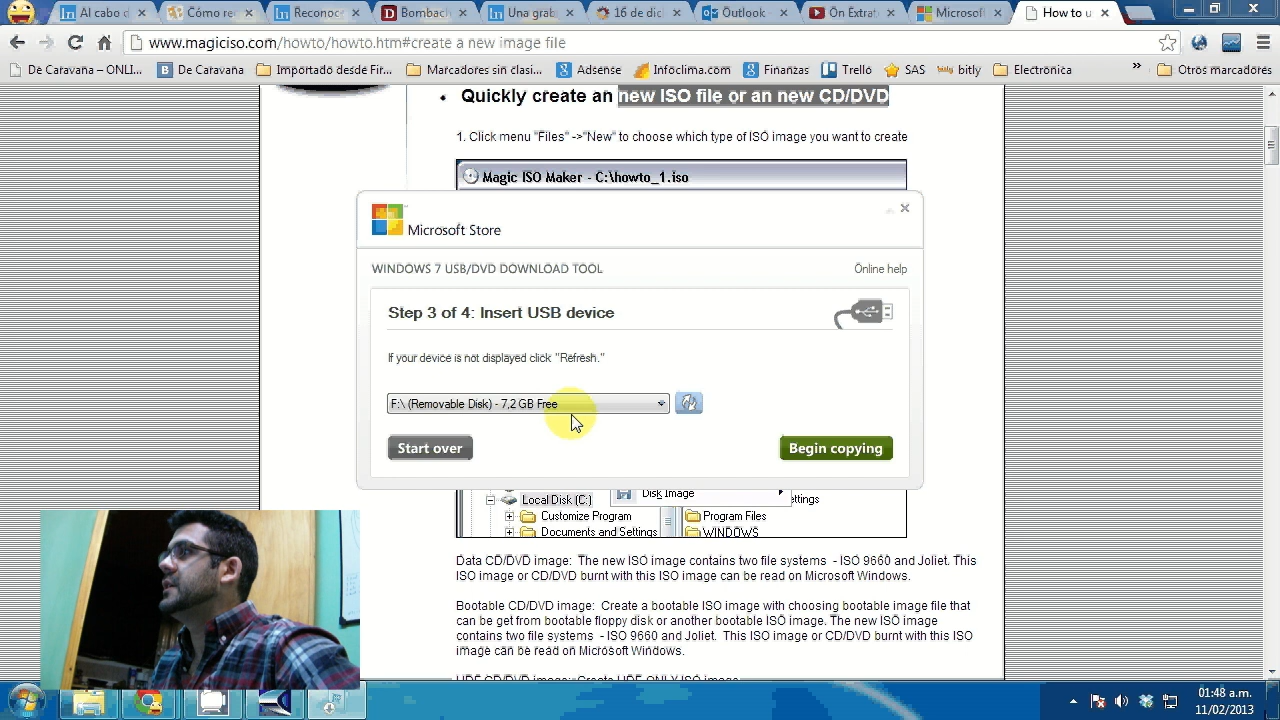 Al cabo d
Cómo re
Reconoc
Bombach
Una grat
16 de dic
Outlook
On Extrat
Microsof
How to u
www.magiciso.com/howto/howto.htm#create a new image file
De Caravana – ONLI...
De Caravana
Importado desde Fir...
Marcadores sin clasi...
Adsense
Infoclima.com
Finanzas
Trello
SAS
bitly
Electronica
Otros marcadores
• Quickly create an new ISO file or an new CD/DVD
1. Click menu "Files" ->"New" to choose which type of ISO image you want to create
Magic ISO Maker - C:\howto_1.iso
Microsoft Store
WINDOWS 7 USB/DVD DOWNLOAD TOOL
Online help
Step 3 of 4: Insert USB device
If your device is not displayed click "Refresh."
F:\ (Removable Disk) - 7,2 GB Free
Start over
Begin copying
Local Disk (C:)
Disk Image
ettings
Customize Program
Program Files
Documents and Settings
WINDOWS
Data CD/DVD image: The new ISO image contains two file systems - ISO 9660 and Joliet. This
ISO image or CD/DVD burnt with this ISO image can be read on Microsoft Windows.
Bootable CD/DVD image: Create a bootable ISO image with choosing bootable image file that
can be get from bootable floppy disk or another bootable ISO image. The new ISO image
contains two file systems - ISO 9660 and Joliet. This ISO image or CD/DVD burnt with this ISO
image can be read on Microsoft Windows.
01:48 a.m.
11/02/2013